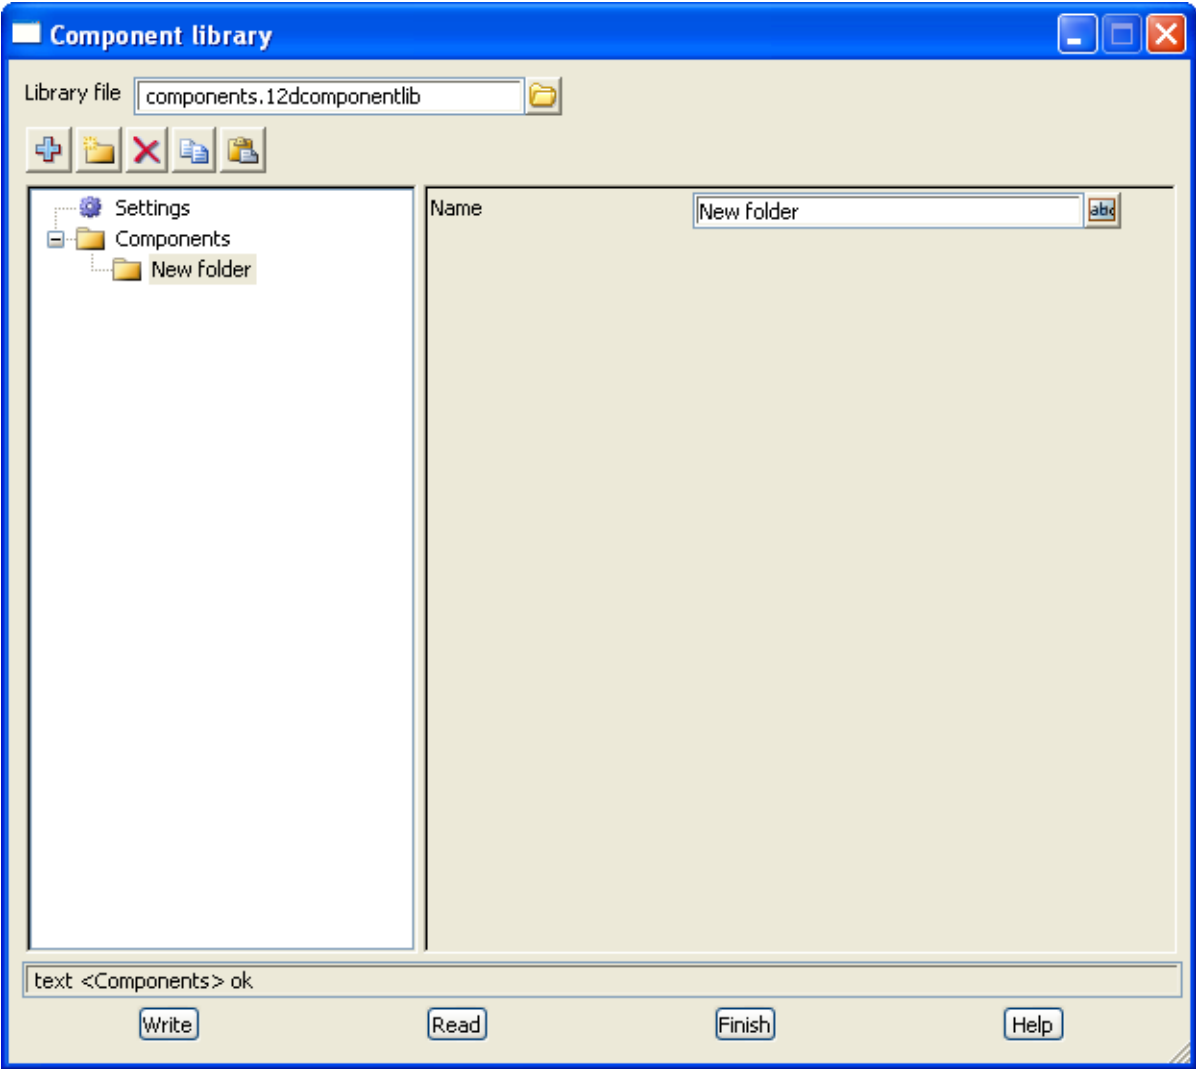 Component library
Library file components.12dcomponentlib
Settings
Components
New folder
Name New folder abc
text <Components> ok
Write Read Finish Help